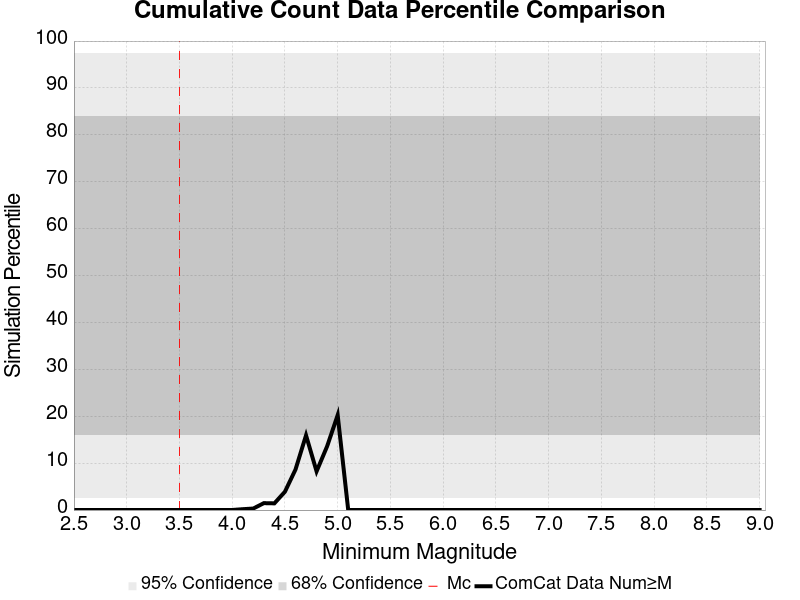 Cumulative Count Data Percentile Comparison
100
90
80
70
60
50
40
30
20
10
0
Simulation Percentile
2.5 3.0 3.5 4.0 4.5 5.0 5.5 6.0 6.5 7.0 7.5 8.0 8.5 9.0
Minimum Magnitude
95% Confidence 68% Confidence Mc ComCat Data Num≥M